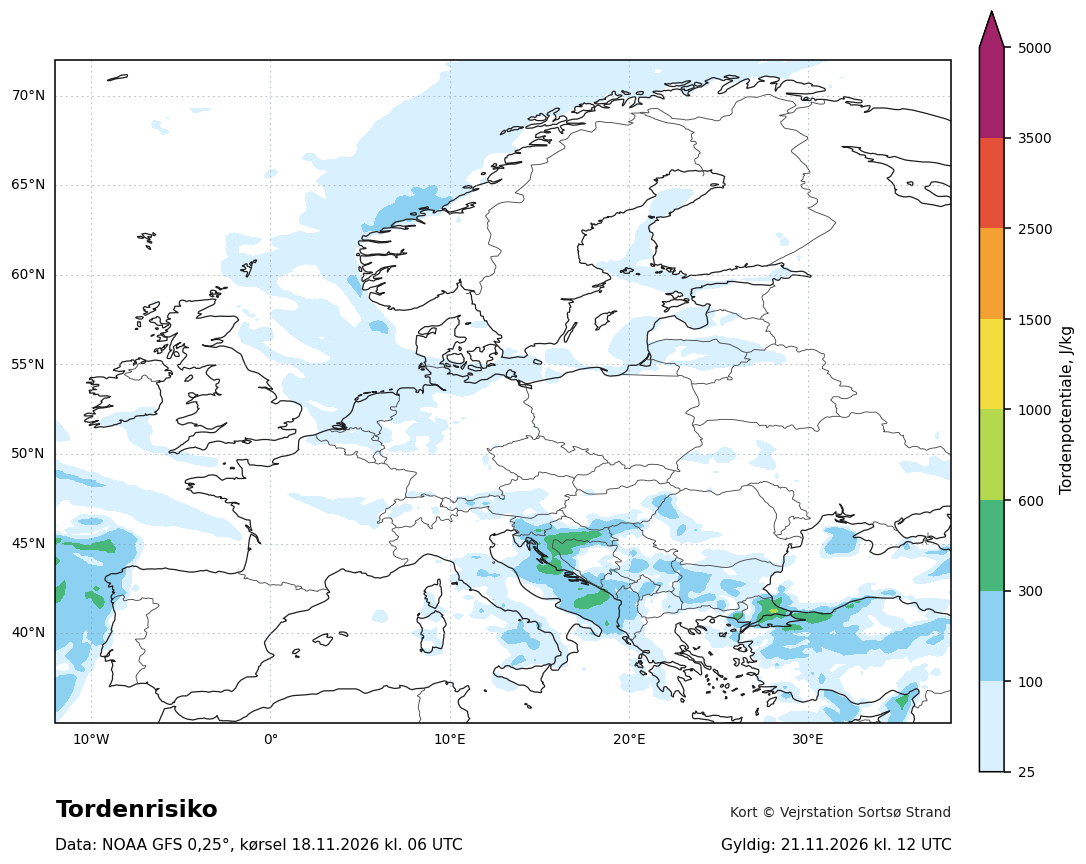 70°N
65°N
60°N
55°N
50°N
45°N
40°N
10°W
0°
10°E
20°E
30°E
5000
3500
2500
1500
1000
600
300
100
25
Tordenpotentiale, J/kg
Tordenrisiko
Kort © Vejrstation Sortsø Strand
Data: NOAA GFS 0,25°, kørsel 18.11.2026 kl. 06 UTC
Gyldig: 21.11.2026 kl. 12 UTC